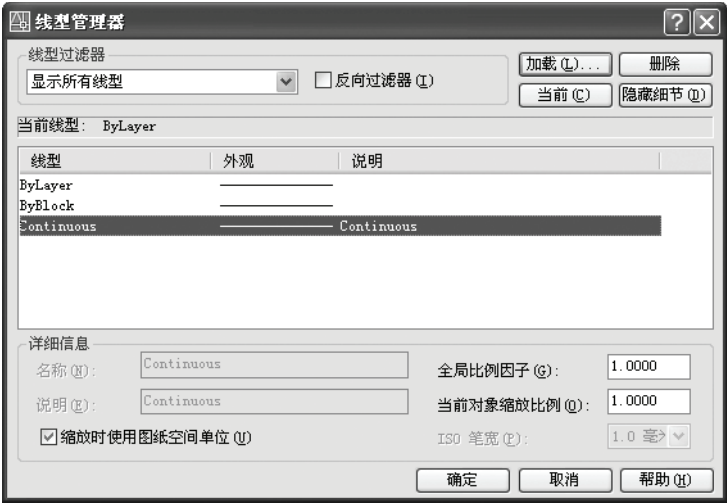 线型管理器
线型过滤器
显示所有线型
反向过滤器(I)
加载(L)... 删除
当前(C) 隐藏细节(D)
当前线型: ByLayer
线型 外观 说明
ByLayer
ByBlock
Continuous Continuous
详细信息
名称(N): Continuous 全局比例因子(G): 1.0000
说明(E): Continuous 当前对象缩放比例(O): 1.0000
缩放时使用图纸空间单位(U) ISO 笔宽(P): 1.0 毫
确定 取消 帮助(H)